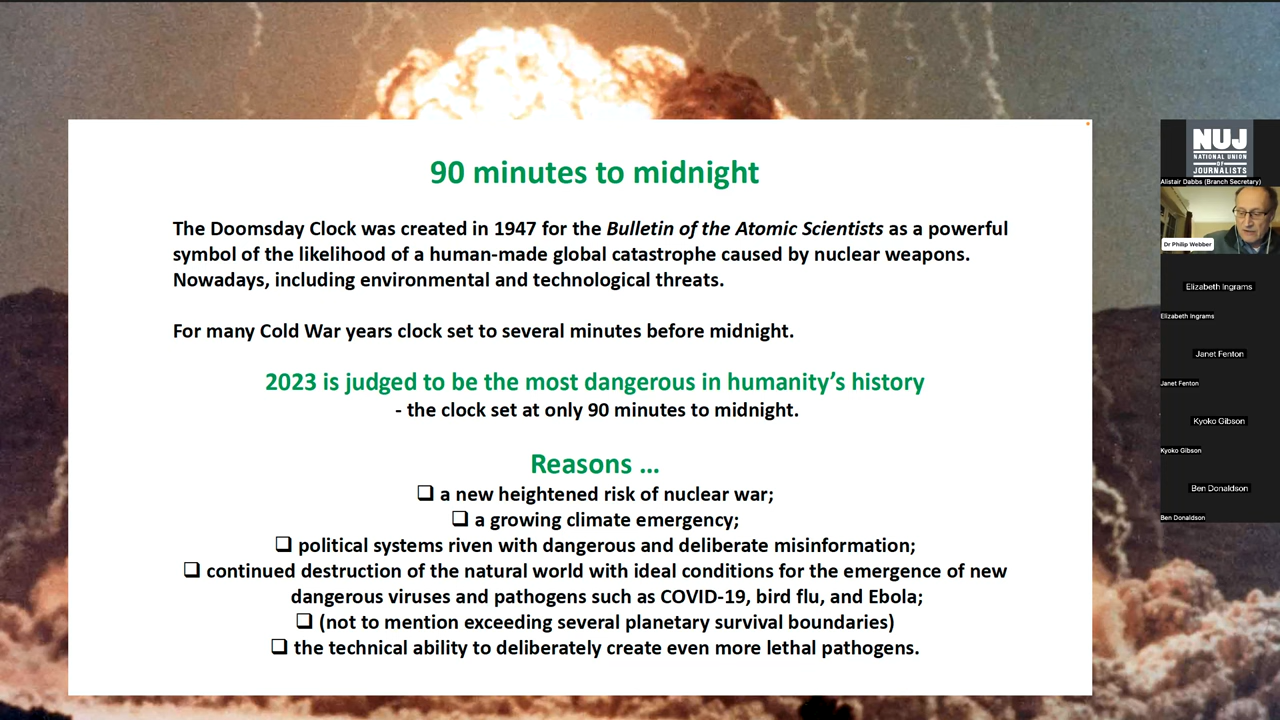 90 minutes to midnight
The Doomsday Clock was created in 1947 for the Bulletin of the Atomic Scientists as a powerful
symbol of the likelihood of a human-made global catastrophe caused by nuclear weapons.
Nowadays, including environmental and technological threats.
For many Cold War years clock set to several minutes before midnight.
2023 is judged to be the most dangerous in humanity's history
- the clock set at only 90 minutes to midnight.
Reasons ...
❑ a new heightened risk of nuclear war;
❑ a growing climate emergency;
❑ political systems riven with dangerous and deliberate misinformation;
❑ continued destruction of the natural world with ideal conditions for the emergence of new
dangerous viruses and pathogens such as COVID-19, bird flu, and Ebola;
❑ (not to mention exceeding several planetary survival boundaries)
❑ the technical ability to deliberately create even more lethal pathogens.
NUJ
NATIONAL UNION
OF
JOURNALISTS
Alistair Dabbs (Branch Secretary)
Dr Philip Webber
Elizabeth Ingrams
Elizabeth Ingrams
Janet Fenton
Janet Fenton
Kyoko Gibson
Kyoko Gibson
Ben Donaldson
Ben Donaldson